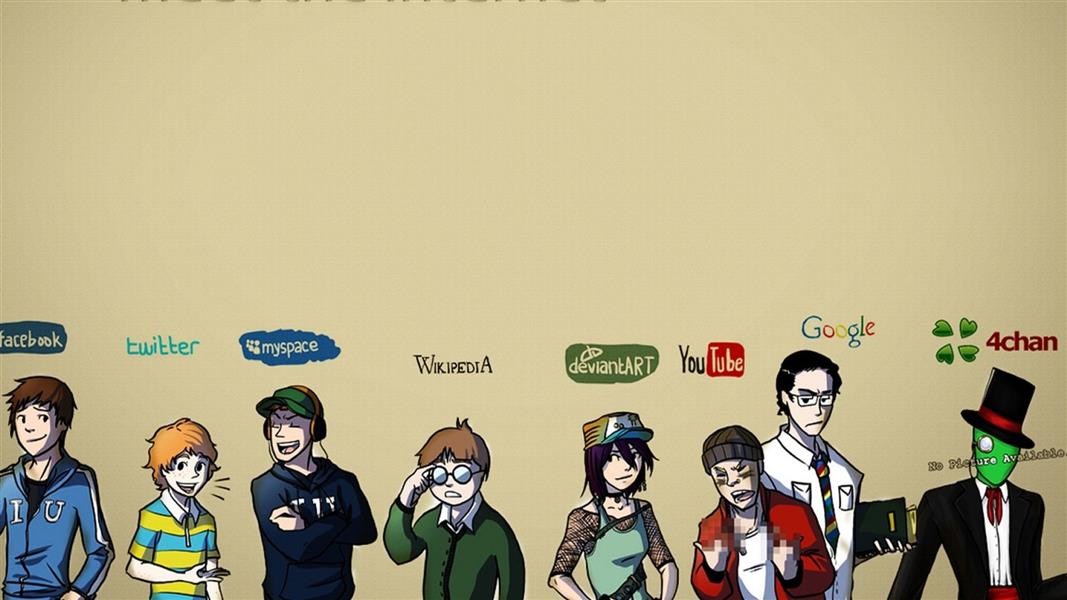 facebook
twitter
myspace
WIKIPEDIA
deviantART
YouTube
Google
4chan
No Picture Available.
I U